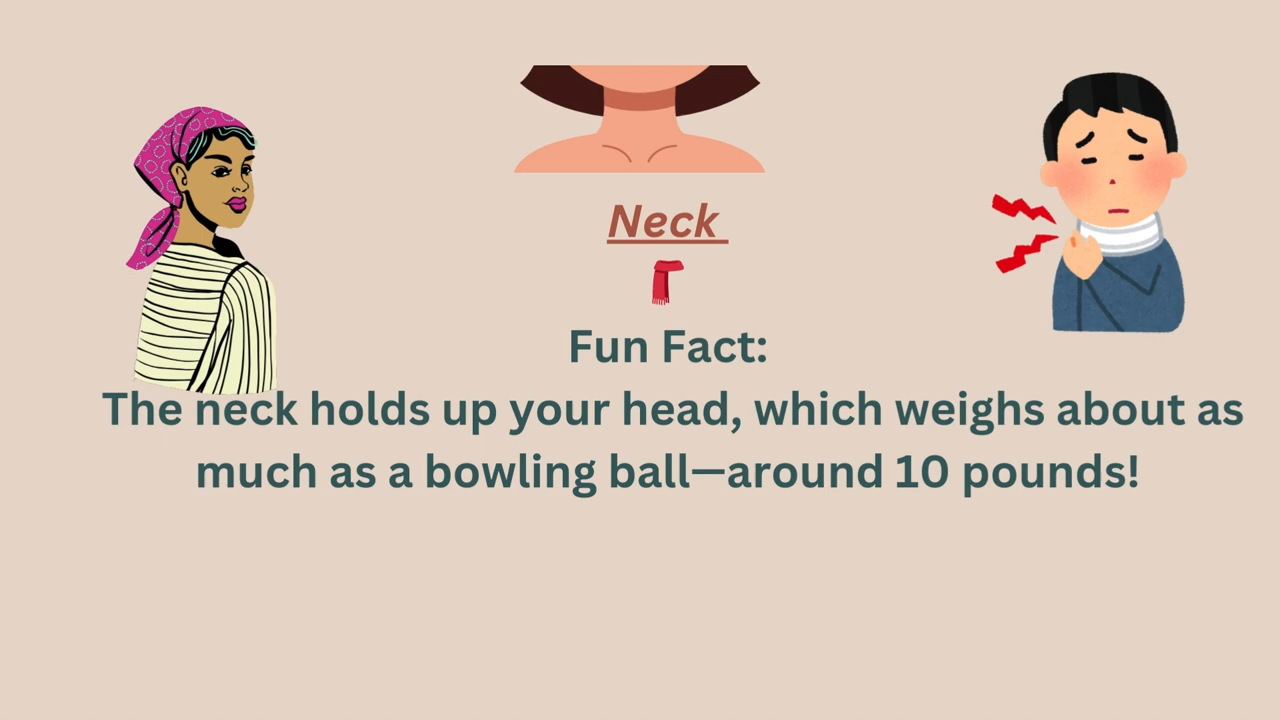 Neck
Fun Fact:
The neck holds up your head, which weighs about as
much as a bowling ball—around 10 pounds!